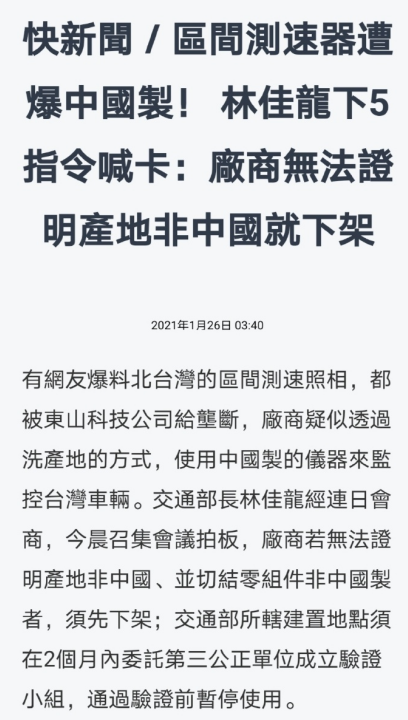 快新聞／區間測速器遭
爆中國製！ 林佳龍下5
指令喊卡：廠商無法證
明產地非中國就下架
2021年1月26日 03:40
有網友爆料北台灣的區間測速照相，都
被東山科技公司給壟斷，廠商疑似透過
洗產地的方式，使用中國製的儀器來監
控台灣車輛。交通部長林佳龍經連日會
商，今晨召集會議拍板，廠商若無法證
明產地非中國、並切結零組件非中國製
者，須先下架；交通部所轄建置地點須
在2個月內委託第三公正單位成立驗證
小組，通過驗證前暫停使用。